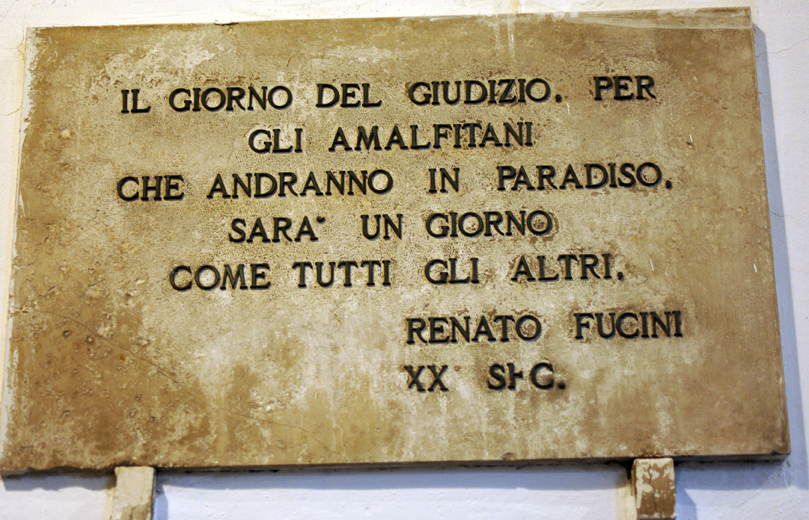 IL GIORNO DEL GIUDIZIO. PER
GLI AMALFITANI
CHE ANDRANNO IN PARADISO.
SARA' UN GIORNO
COME TUTTI GLI ALTRI.
RENATO FUCINI
XX